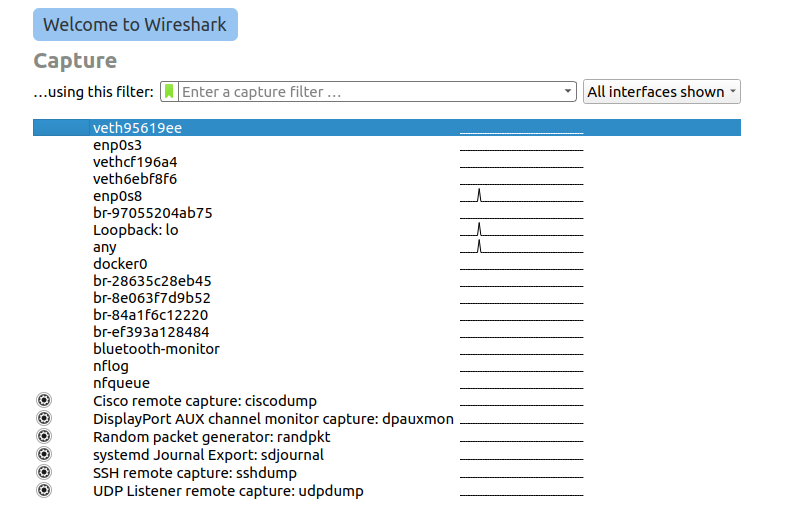 Welcome to Wireshark
Capture
...using this filter: Enter a capture filter ... All interfaces shown
veth95619ee
enp0s3
vethcf196a4
veth6ebf8f6
enp0s8
br-97055204ab75
Loopback: lo
any
docker0
br-28635c28eb45
br-8e063f7d9b52
br-84a1f6c12220
br-ef393a128484
bluetooth-monitor
nflog
nfqueue
Cisco remote capture: ciscodump
DisplayPort AUX channel monitor capture: dpauxmon
Random packet generator: randpkt
systemd Journal Export: sdjournal
SSH remote capture: sshdump
UDP Listener remote capture: udpdump